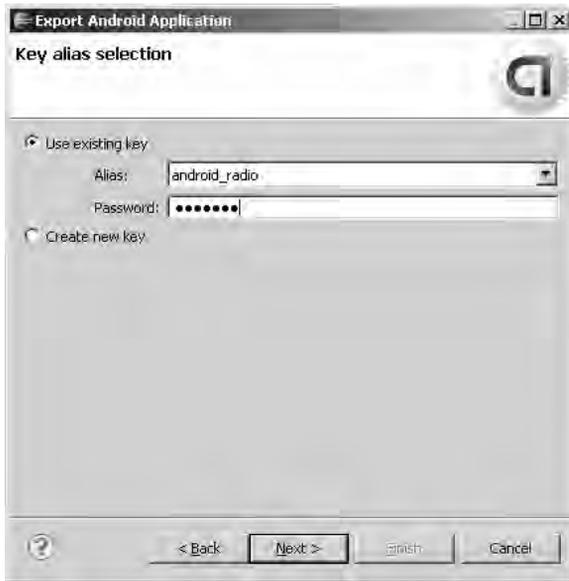 Export Android Application
Key alias selection
Use existing key
Alias: android_radio
Password: •••••••
Create new key
< Back Next > Finish Cancel